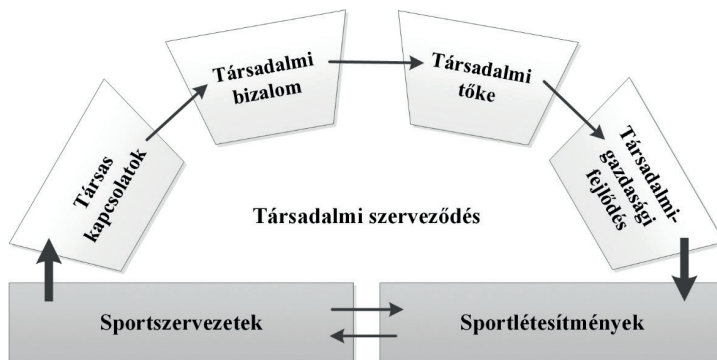 Társadalmi
bizalom
Társadalmi
tőke
Társas
kapcsolatok
Társadalmi-
gazdasági
fejlődés
Társadalmi szerveződés
Sportszervezetek
Sportlétesítmények